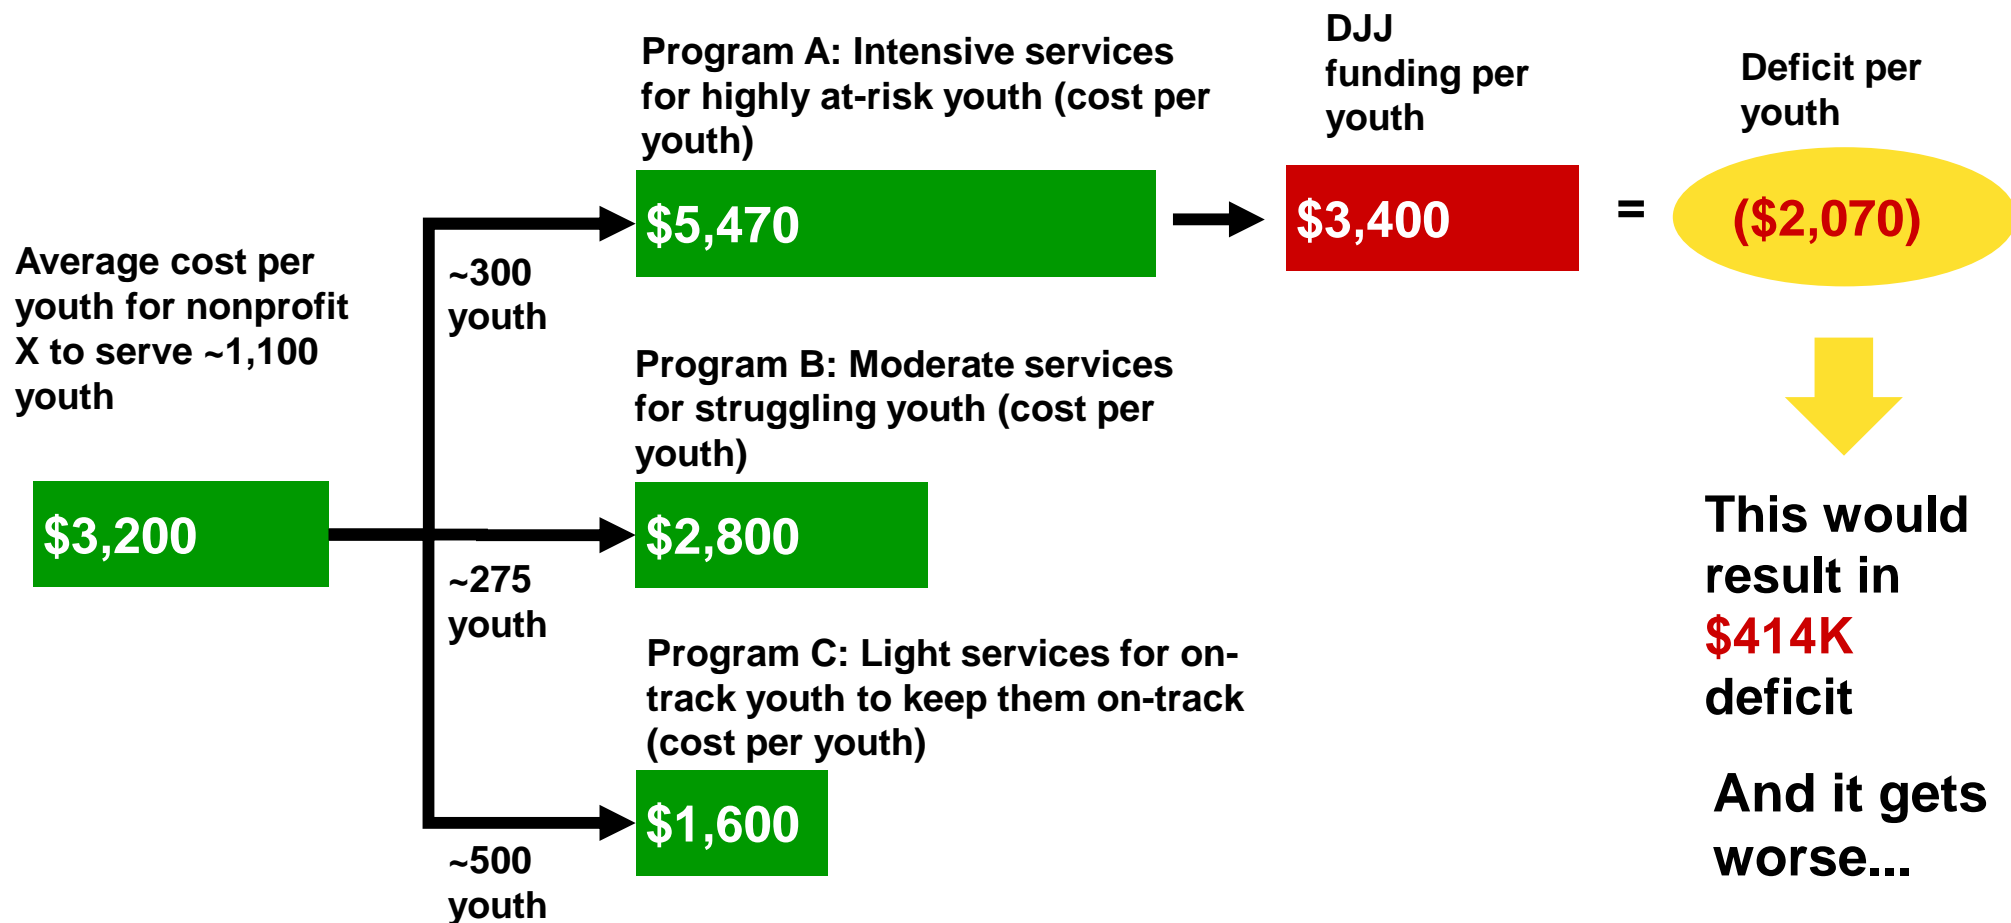 Average cost per
youth for nonprofit
X to serve ~1,100
youth
$3,200
~300
youth
~275
youth
~500
youth
Program A: Intensive services
for highly at-risk youth (cost per
youth)
$5,470
Program B: Moderate services
for struggling youth (cost per
youth)
$2,800
Program C: Light services for on-
track youth to keep them on-track
(cost per youth)
$1,600
DJJ
funding per
youth
$3,400
=
Deficit per
youth
($2,070)
This would
result in
$414K
deficit
And it gets
worse...